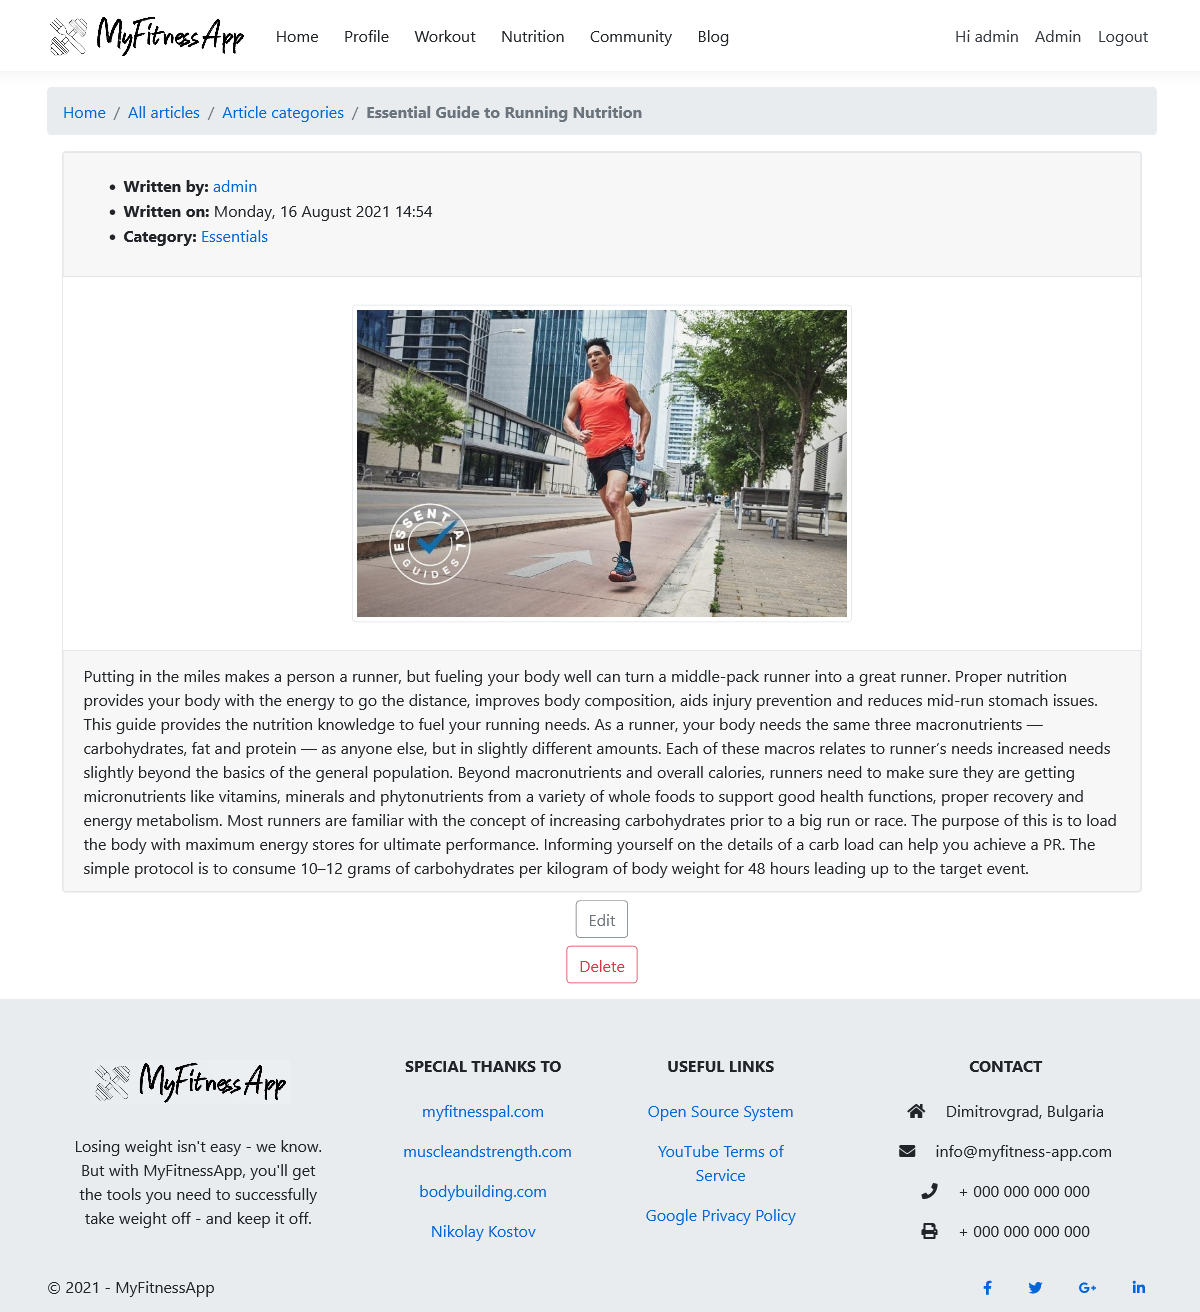 MyFitnessApp Home Profile Workout Nutrition Community Blog Hi admin Admin Logout
Home / All articles / Article categories / Essential Guide to Running Nutrition
Written by: admin
Written on: Monday, 16 August 2021 14:54
Category: Essentials
ESSENTIAL
GUIDES
Putting in the miles makes a person a runner, but fueling your body well can turn a middle-pack runner into a great runner. Proper nutrition
provides your body with the energy to go the distance, improves body composition, aids injury prevention and reduces mid-run stomach issues.
This guide provides the nutrition knowledge to fuel your running needs. As a runner, your body needs the same three macronutrients —
carbohydrates, fat and protein — as anyone else, but in slightly different amounts. Each of these macros relates to runner’s needs increased needs
slightly beyond the basics of the general population. Beyond macronutrients and overall calories, runners need to make sure they are getting
micronutrients like vitamins, minerals and phytonutrients from a variety of whole foods to support good health functions, proper recovery and
energy metabolism. Most runners are familiar with the concept of increasing carbohydrates prior to a big run or race. The purpose of this is to load
the body with maximum energy stores for ultimate performance. Informing yourself on the details of a carb load can help you achieve a PR. The
simple protocol is to consume 10–12 grams of carbohydrates per kilogram of body weight for 48 hours leading up to the target event.
Edit
Delete
MyFitnessApp
Losing weight isn't easy - we know.
But with MyFitnessApp, you'll get
the tools you need to successfully
take weight off - and keep it off.
SPECIAL THANKS TO
myfitnesspal.com
muscleandstrength.com
bodybuilding.com
Nikolay Kostov
USEFUL LINKS
Open Source System
YouTube Terms of
Service
Google Privacy Policy
CONTACT
Dimitrovgrad, Bulgaria
info@myfitness-app.com
+ 000 000 000 000
+ 000 000 000 000
© 2021 - MyFitnessApp